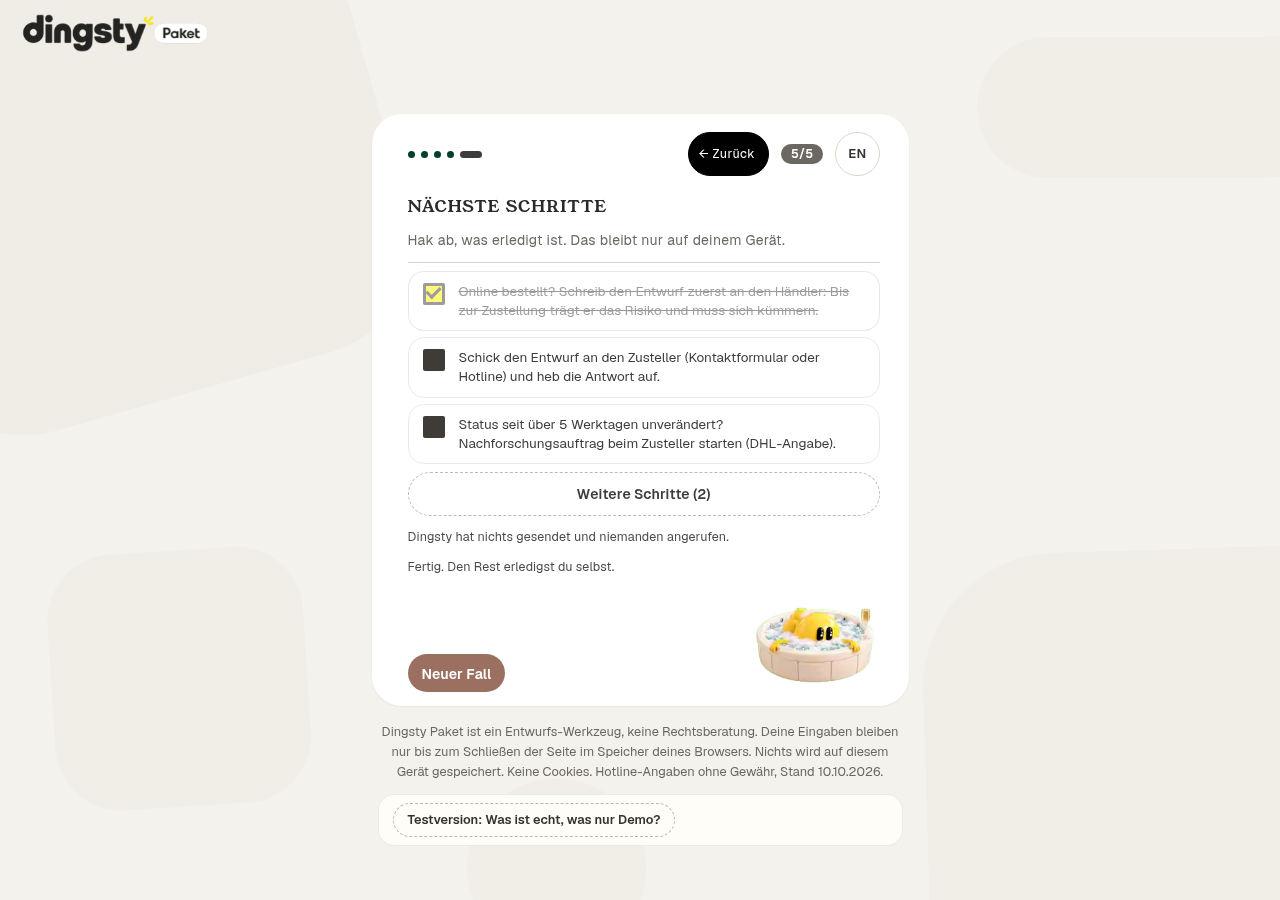 dingsty Paket
← Zurück
5/5
EN
NÄCHSTE SCHRITTE
Hak ab, was erledigt ist. Das bleibt nur auf deinem Gerät.
Online bestellt? Schreib den Entwurf zuerst an den Händler: Bis
zur Zustellung trägt er das Risiko und muss sich kümmern.
Schick den Entwurf an den Zusteller (Kontaktformular oder
Hotline) und heb die Antwort auf.
Status seit über 5 Werktagen unverändert?
Nachforschungsauftrag beim Zusteller starten (DHL-Angabe).
Weitere Schritte (2)
Dingsty hat nichts gesendet und niemanden angerufen.
Fertig. Den Rest erledigst du selbst.
Neuer Fall
Dingsty Paket ist ein Entwurfs-Werkzeug, keine Rechtsberatung. Deine Eingaben bleiben
nur bis zum Schließen der Seite im Speicher deines Browsers. Nichts wird auf diesem
Gerät gespeichert. Keine Cookies. Hotline-Angaben ohne Gewähr, Stand 10.10.2026.
Testversion: Was ist echt, was nur Demo?